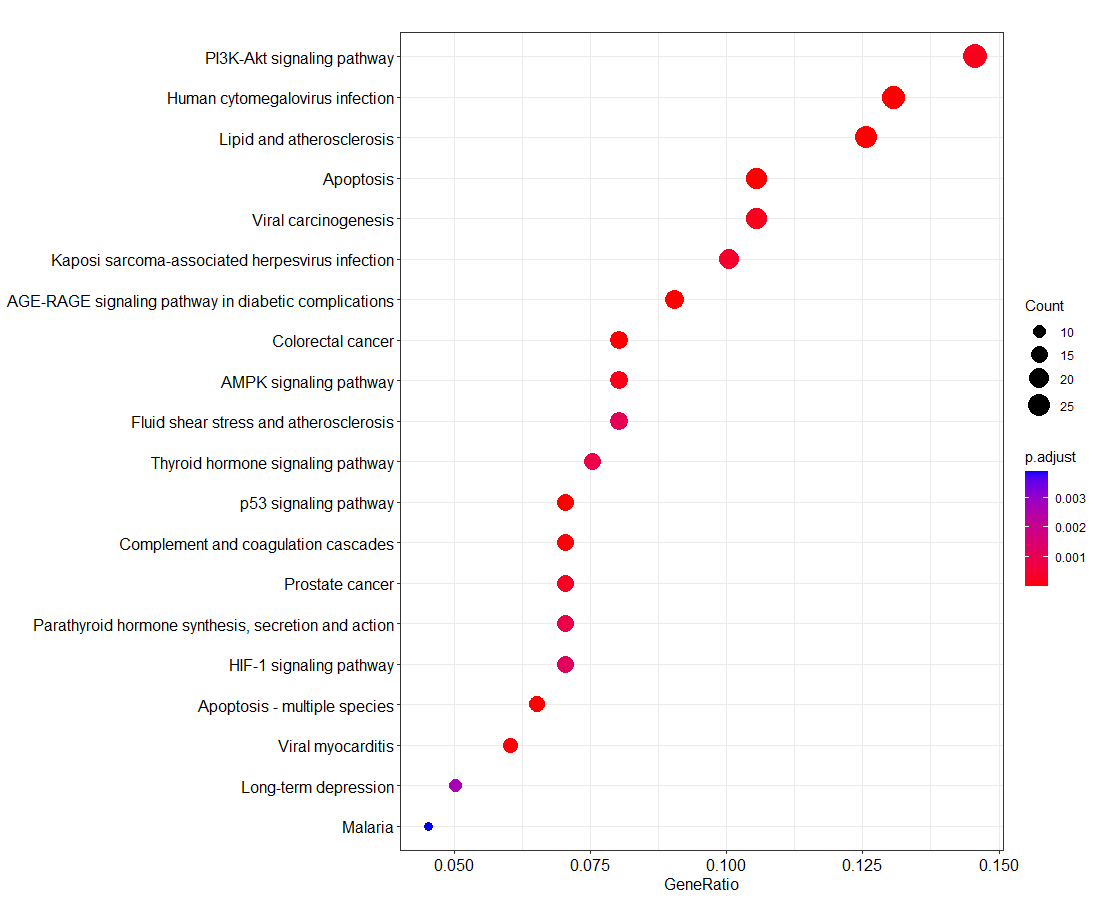 PI3K-Akt signaling pathway
Human cytomegalovirus infection
Lipid and atherosclerosis
Apoptosis
Viral carcinogenesis
Kaposi sarcoma-associated herpesvirus infection
AGE-RAGE signaling pathway in diabetic complications
Colorectal cancer
AMPK signaling pathway
Fluid shear stress and atherosclerosis
Thyroid hormone signaling pathway
p53 signaling pathway
Complement and coagulation cascades
Prostate cancer
Parathyroid hormone synthesis, secretion and action
HIF-1 signaling pathway
Apoptosis - multiple species
Viral myocarditis
Long-term depression
Malaria
0.050 0.075 0.100 0.125 0.150
GeneRatio
Count
10
15
20
25
p.adjust
0.003
0.002
0.001